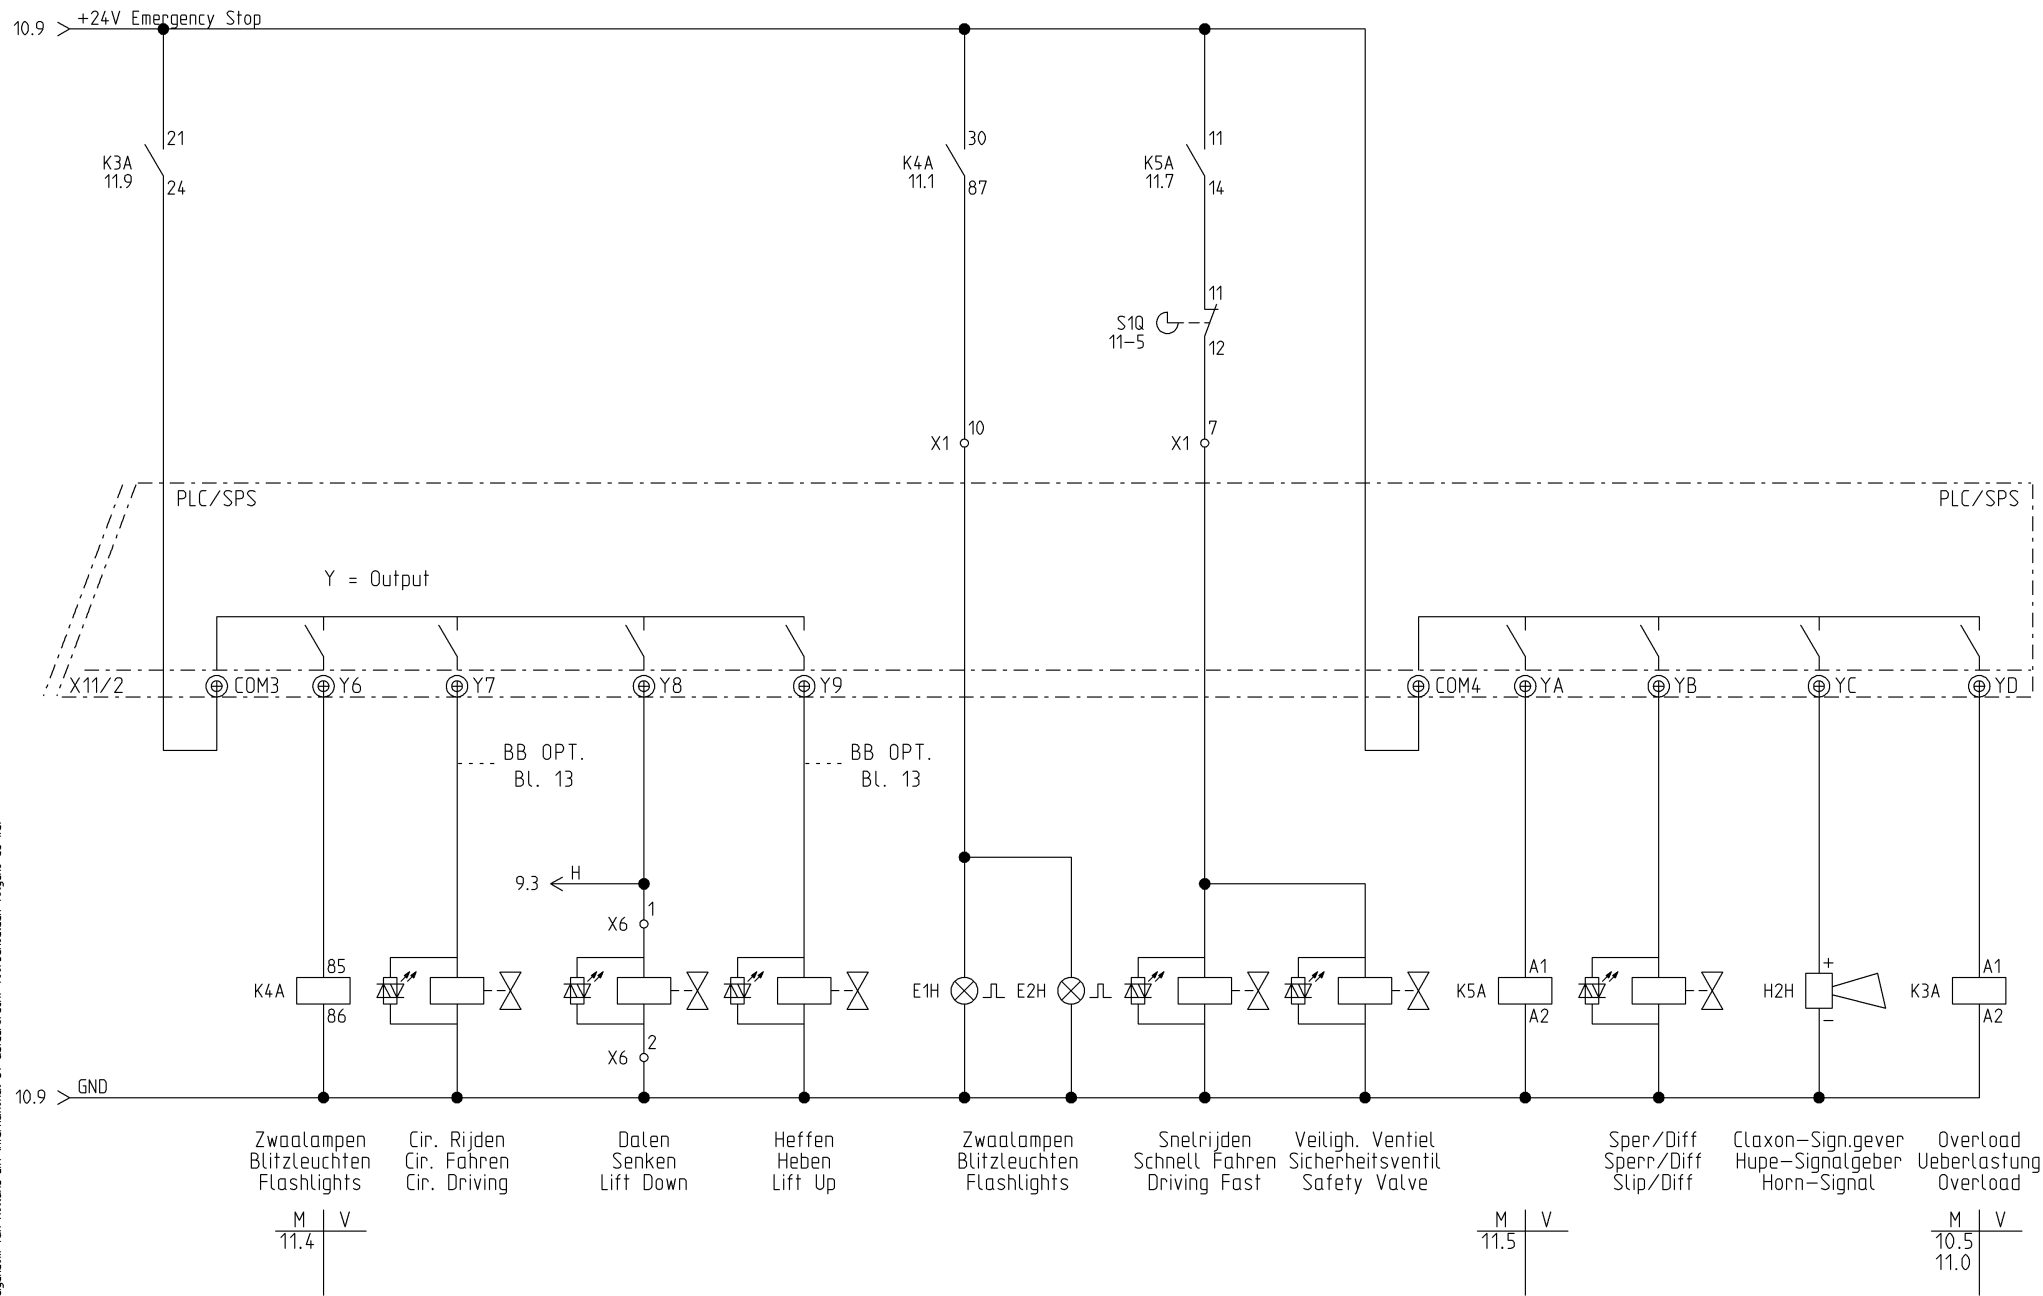 +24V Emergency Stop
10.9
21
30
11
K3A
11.9
K4A
11.1
K5A
11.7
24
87
14
11
S1Q
11-5
12
10
7
X1
X1
PLC/SPS
PLC/SPS
Y = Output
X11/2
COM3
Y6
Y7
Y8
Y9
COM4
YA
YB
YC
YD
BB OPT.
Bl. 13
BB OPT.
Bl. 13
9.3
H
1
X6
85
K4A
86
E1H
E2H
A1
K5A
A2
+
H2H
−
A1
K3A
A2
2
X6
GND
10.9
Zwaalampen
Blitzleuchten
Flashlights
Cir. Rijden
Cir. Fahren
Cir. Driving
Dalen
Senken
Lift Down
Heffen
Heben
Lift Up
Zwaalampen
Blitzleuchten
Flashlights
Snelrijden
Schnell Fahren
Driving Fast
Veiligh. Ventiel
Sicherheitsventil
Safety Valve
Sper/Diff
Sperr/Diff
Slip/Diff
Claxon-Sign.gever
Hupe-Signalgeber
Horn-Signal
Overload
Ueberlastung
Overload
M V
11.4
M V
11.5
M V
10.5
11.0